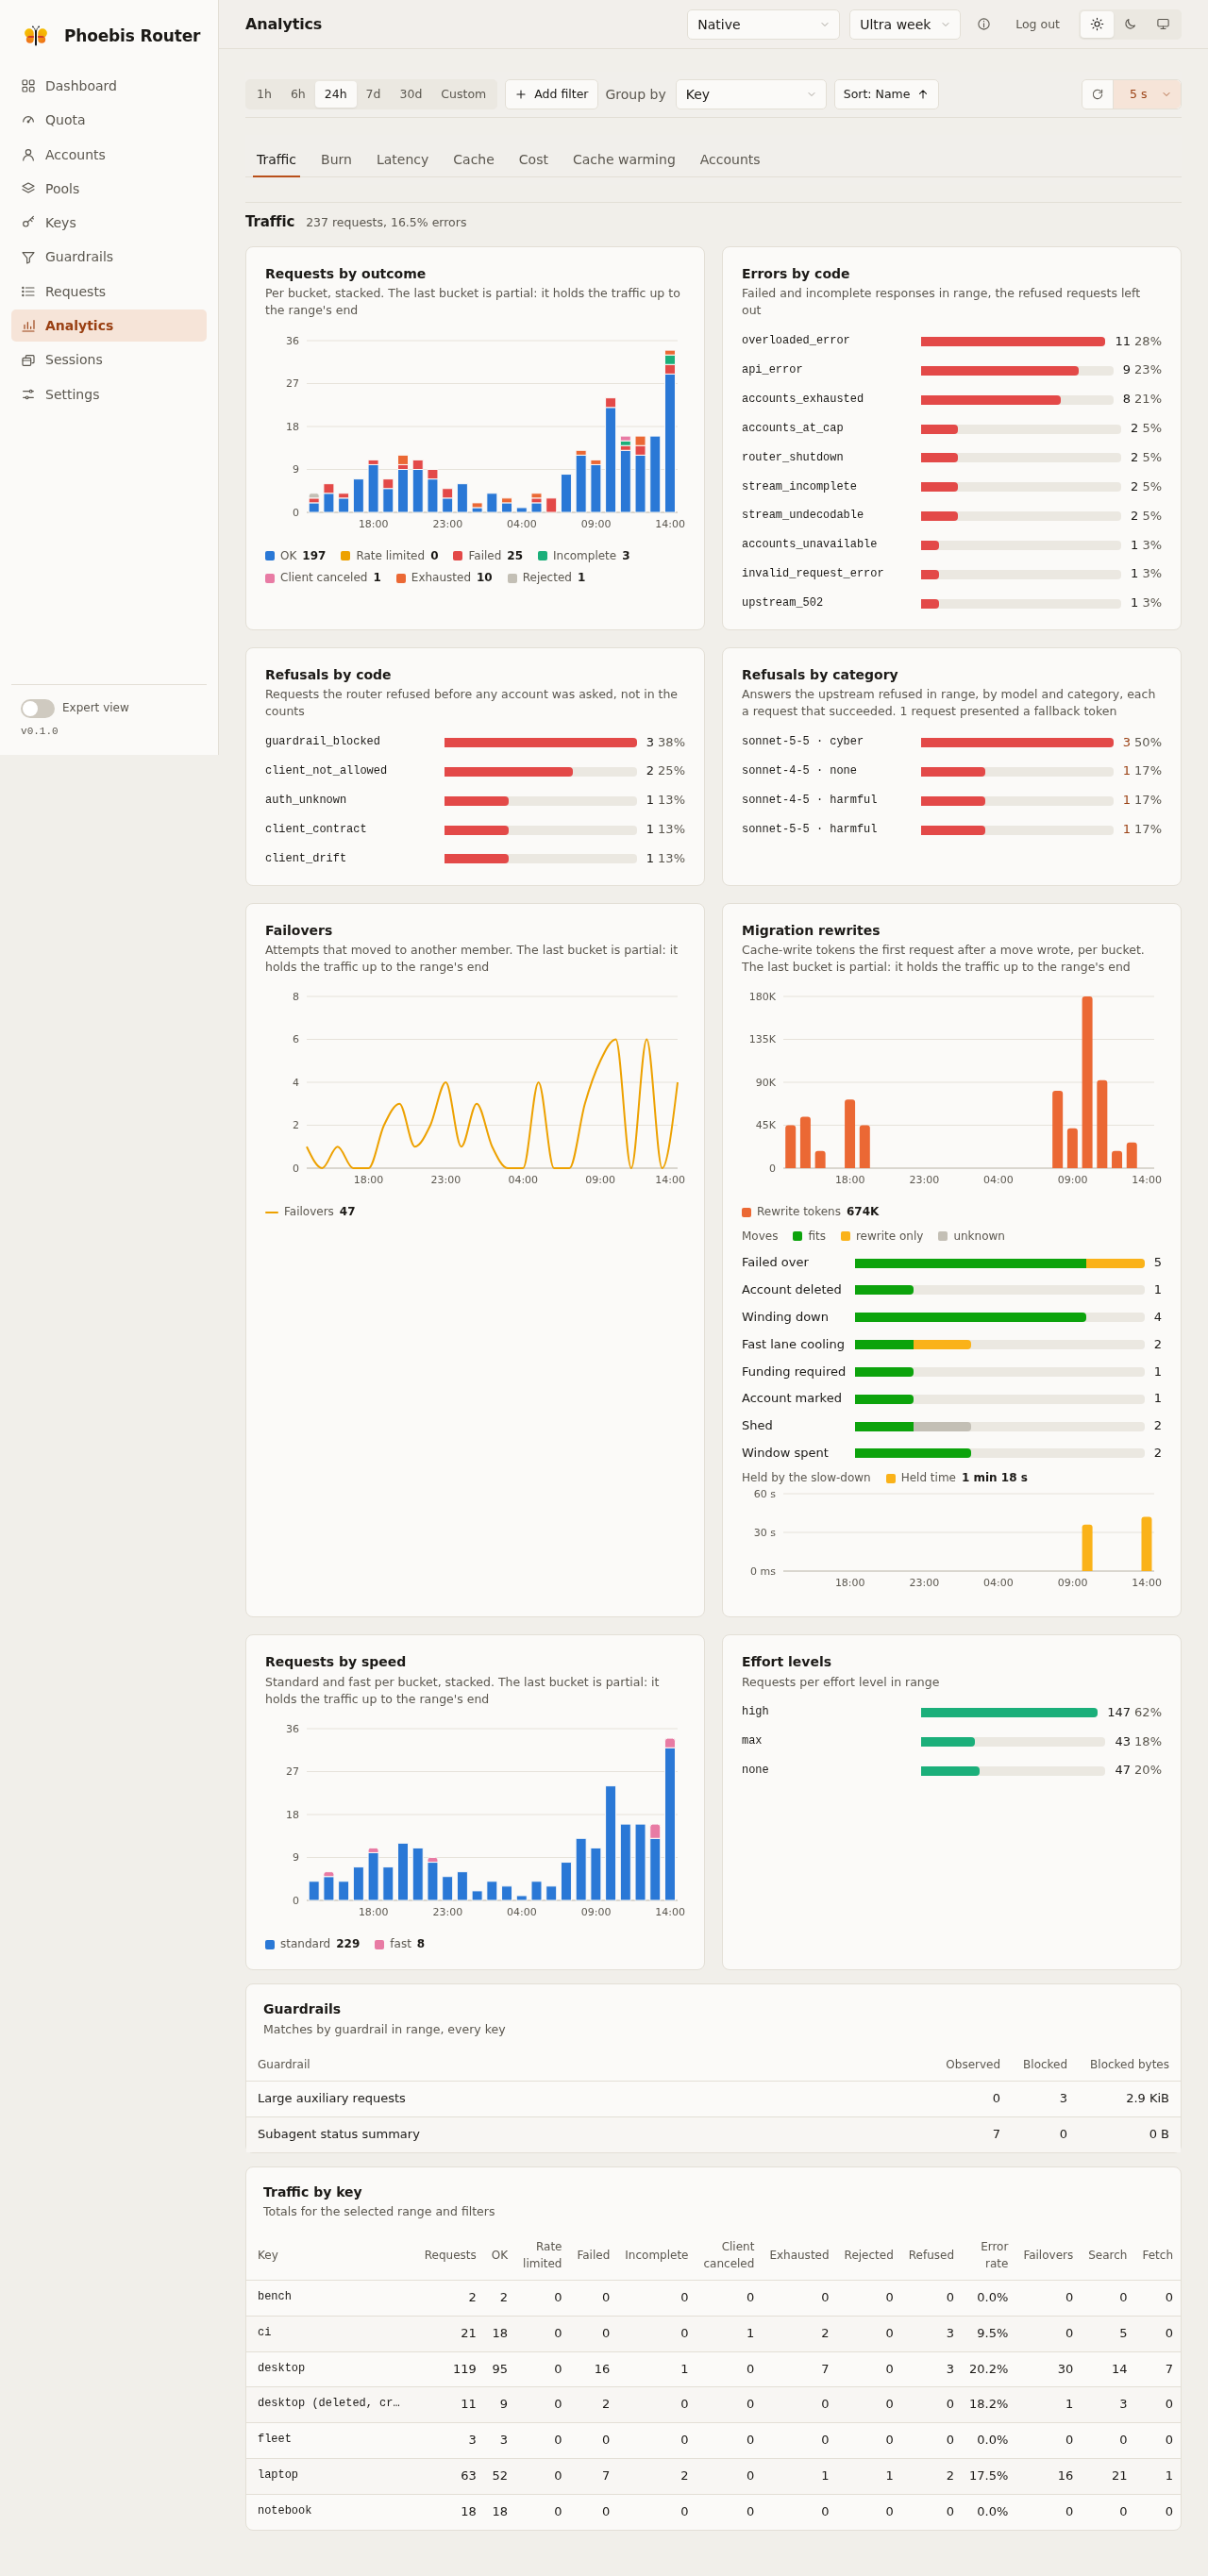 Phoebis Router
Dashboard
Quota
Accounts
Pools
Keys
Guardrails
Requests
Analytics
Sessions
Settings
Expert view
v0.1.0
Analytics
Native
Ultra week
Log out
1h 6h 24h 7d 30d Custom
Add filter
Group by
Key
Sort: Name
5 s
Traffic Burn Latency Cache Cost Cache warming Accounts
Traffic 237 requests, 16.5% errors
Requests by outcome
Per bucket, stacked. The last bucket is partial: it holds the traffic up to
the range's end
36
27
18
9
0
18:00 23:00 04:00 09:00 14:00
OK 197 Rate limited 0 Failed 25 Incomplete 3
Client canceled 1 Exhausted 10 Rejected 1
Errors by code
Failed and incomplete responses in range, the refused requests left
out
overloaded_error 11 28%
api_error 9 23%
accounts_exhausted 8 21%
accounts_at_cap 2 5%
router_shutdown 2 5%
stream_incomplete 2 5%
stream_undecodable 2 5%
accounts_unavailable 1 3%
invalid_request_error 1 3%
upstream_502 1 3%
Refusals by code
Requests the router refused before any account was asked, not in the
counts
guardrail_blocked 3 38%
client_not_allowed 2 25%
auth_unknown 1 13%
client_contract 1 13%
client_drift 1 13%
Refusals by category
Answers the upstream refused in range, by model and category, each
a request that succeeded. 1 request presented a fallback token
sonnet-5-5 · cyber 3 50%
sonnet-4-5 · none 1 17%
sonnet-4-5 · harmful 1 17%
sonnet-5-5 · harmful 1 17%
Failovers
Attempts that moved to another member. The last bucket is partial: it
holds the traffic up to the range's end
8
6
4
2
0
18:00 23:00 04:00 09:00 14:00
Failovers 47
Migration rewrites
Cache-write tokens the first request after a move wrote, per bucket.
The last bucket is partial: it holds the traffic up to the range's end
180K
135K
90K
45K
0
18:00 23:00 04:00 09:00 14:00
Rewrite tokens 674K
Moves fits rewrite only unknown
Failed over 5
Account deleted 1
Winding down 4
Fast lane cooling 2
Funding required 1
Account marked 1
Shed 2
Window spent 2
Held by the slow-down Held time 1 min 18 s
60 s
30 s
0 ms
18:00 23:00 04:00 09:00 14:00
Requests by speed
Standard and fast per bucket, stacked. The last bucket is partial: it
holds the traffic up to the range's end
36
27
18
9
0
18:00 23:00 04:00 09:00 14:00
standard 229 fast 8
Effort levels
Requests per effort level in range
high 147 62%
max 43 18%
none 47 20%
Guardrails
Matches by guardrail in range, every key
Guardrail Observed Blocked Blocked bytes
Large auxiliary requests 0 3 2.9 KiB
Subagent status summary 7 0 0 B
Traffic by key
Totals for the selected range and filters
Key Requests OK Rate limited Failed Incomplete Client canceled Exhausted Rejected Refused Error rate Failovers Search Fetch
bench 2 2 0 0 0 0 0 0 0 0.0% 0 0 0
ci 21 18 0 0 0 1 2 0 3 9.5% 0 5 0
desktop 119 95 0 16 1 0 7 0 3 20.2% 30 14 7
desktop (deleted, cr… 11 9 0 2 0 0 0 0 0 18.2% 1 3 0
fleet 3 3 0 0 0 0 0 0 0 0.0% 0 0 0
laptop 63 52 0 7 2 0 1 1 2 17.5% 16 21 1
notebook 18 18 0 0 0 0 0 0 0 0.0% 0 0 0